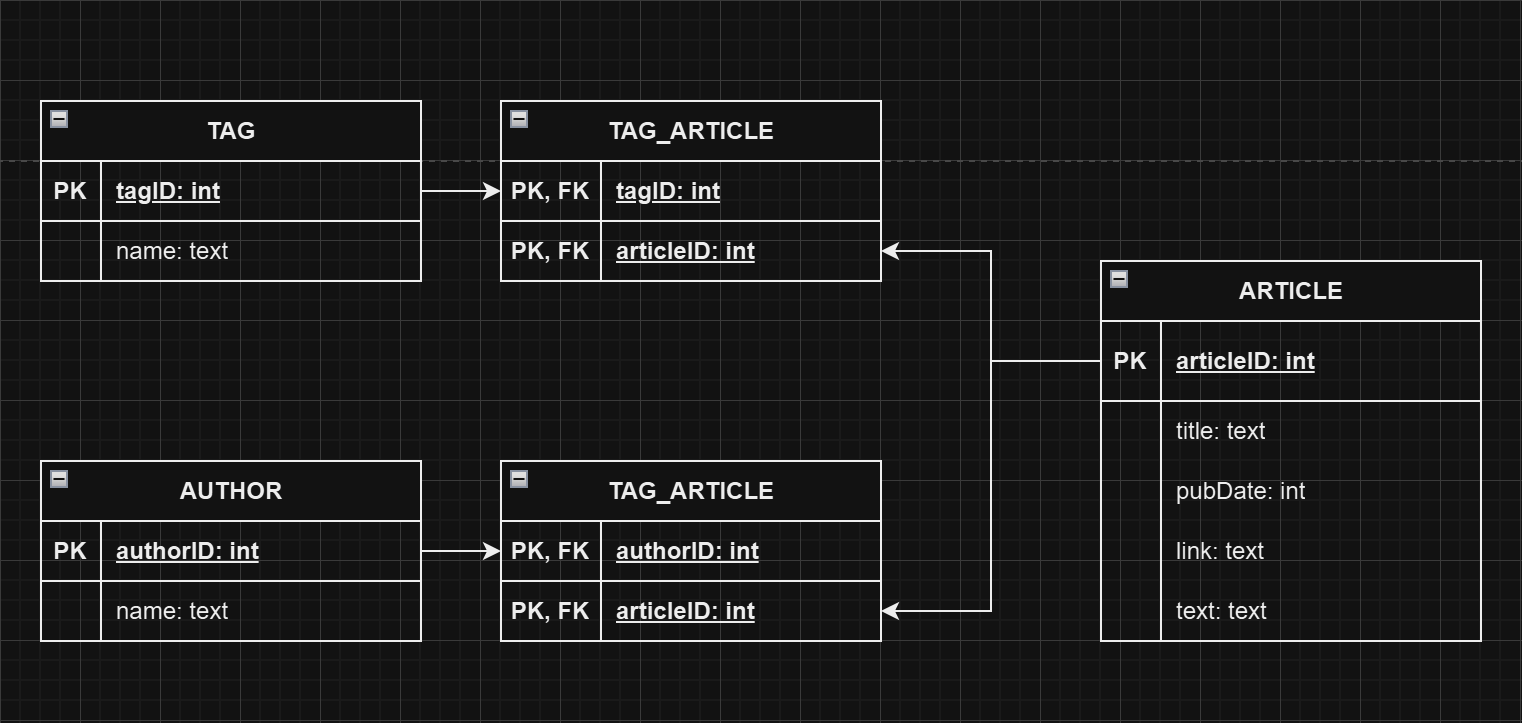 TAG
PK tagID: int
name: text
TAG_ARTICLE
PK, FK tagID: int
PK, FK articleID: int
ARTICLE
PK articleID: int
title: text
pubDate: int
link: text
text: text
AUTHOR
PK authorID: int
name: text
TAG_ARTICLE
PK, FK authorID: int
PK, FK articleID: int